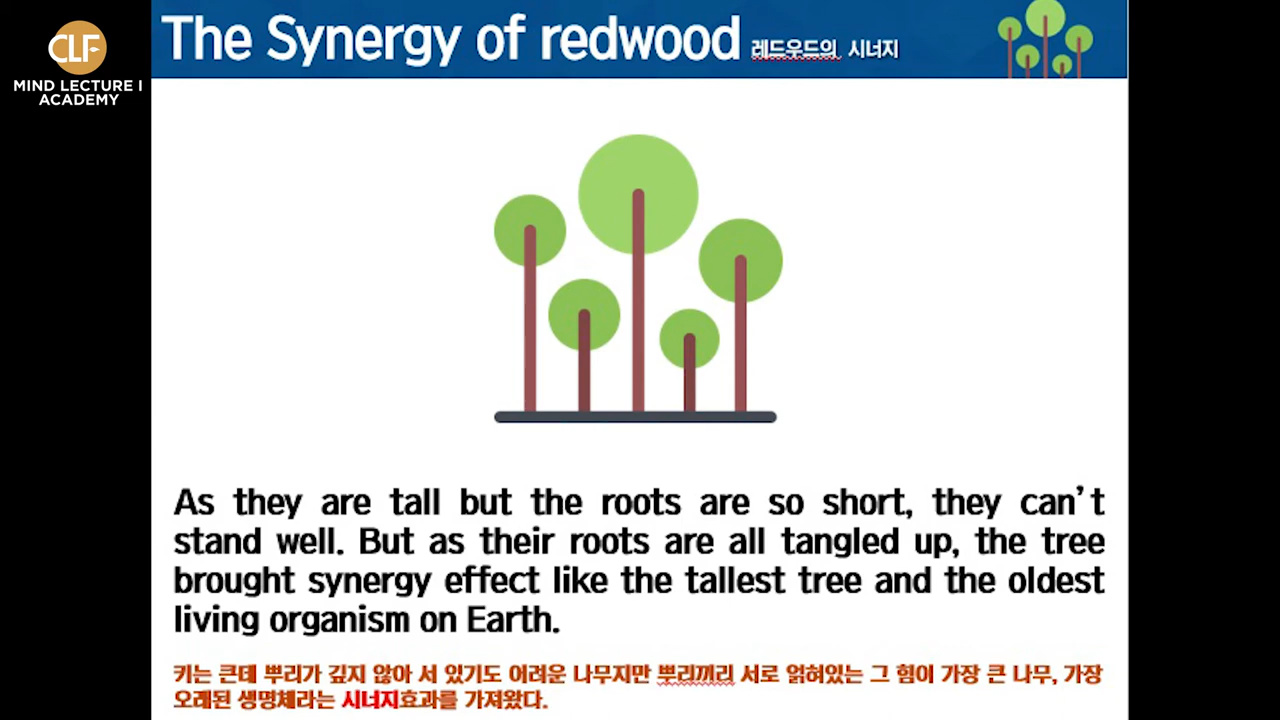 CLF
MIND LECTURE I
ACADEMY
The Synergy of redwood 레드우드의 시너지
As they are tall but the roots are so short, they can't
stand well. But as their roots are all tangled up, the tree
brought synergy effect like the tallest tree and the oldest
living organism on Earth.
키는 큰데 뿌리가 깊지 않아 서 있기도 어려운 나무지만 뿌리끼리 서로 얽혀있는 그 힘이 가장 큰 나무, 가장
오래된 생명체라는 시너지효과를 가져왔다.